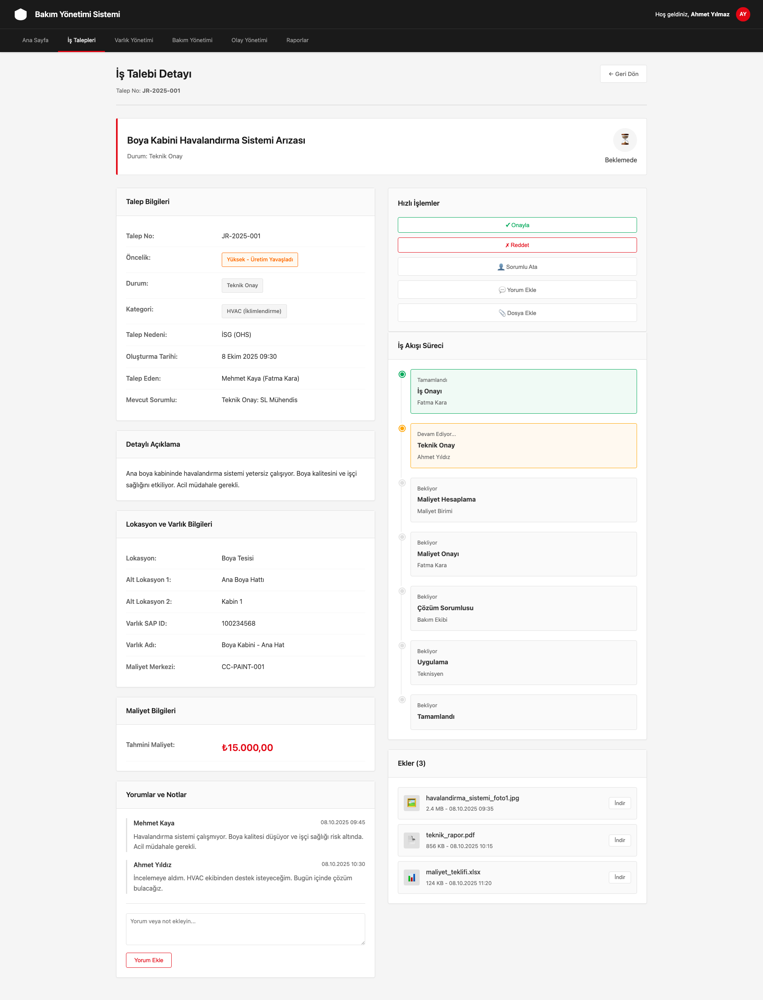 Bakım Yönetimi Sistemi
Hoş geldiniz, Ahmet Yılmaz
AY
Ana Sayfa
İş Talepleri
Varlık Yönetimi
Bakım Yönetimi
Olay Yönetimi
Raporlar
İş Talebi Detayı
← Geri Dön
Talep No: JR-2025-001
Boya Kabini Havalandırma Sistemi Arızası
Durum: Teknik Onay
Beklemede
Talep Bilgileri
Talep No:
JR-2025-001
Öncelik:
Yüksek - Üretim Yavaşladı
Durum:
Teknik Onay
Kategori:
HVAC (İklimlendirme)
Talep Nedeni:
İSG (OHS)
Oluşturma Tarihi:
8 Ekim 2025 09:30
Talep Eden:
Mehmet Kaya (Fatma Kara)
Mevcut Sorumlu:
Teknik Onay: SL Mühendis
Detaylı Açıklama
Ana boya kabininde havalandırma sistemi yetersiz çalışıyor. Boya kalitesini ve işçi
sağlığını etkiliyor. Acil müdahale gerekli.
Lokasyon ve Varlık Bilgileri
Lokasyon:
Boya Tesisi
Alt Lokasyon 1:
Ana Boya Hattı
Alt Lokasyon 2:
Kabin 1
Varlık SAP ID:
100234568
Varlık Adı:
Boya Kabini - Ana Hat
Maliyet Merkezi:
CC-PAINT-001
Maliyet Bilgileri
Tahmini Maliyet:
₺15.000,00
Yorumlar ve Notlar
Mehmet Kaya
08.10.2025 09:45
Havalandırma sistemi çalışmıyor. Boya kalitesi düşüyor ve işçi sağlığı risk altında.
Acil müdahale gerekli.
Ahmet Yıldız
08.10.2025 10:30
İncelemeye aldım. HVAC ekibinden destek isteyeceğim. Bugün içinde çözüm
bulacağız.
Yorum veya not ekleyin...
Yorum Ekle
Hızlı İşlemler
✓ Onayla
✗ Reddet
Sorumlu Ata
Yorum Ekle
Dosya Ekle
İş Akışı Süreci
Tamamlandı
İş Onayı
Fatma Kara
Devam Ediyor...
Teknik Onay
Ahmet Yıldız
Bekliyor
Maliyet Hesaplama
Maliyet Birimi
Bekliyor
Maliyet Onayı
Fatma Kara
Bekliyor
Çözüm Sorumlusu
Bakım Ekibi
Bekliyor
Uygulama
Teknisyen
Bekliyor
Tamamlandı
Ekler (3)
havalandirma_sistemi_foto1.jpg
2.4 MB - 08.10.2025 09:35
İndir
teknik_rapor.pdf
856 KB - 08.10.2025 10:15
İndir
maliyet_teklifi.xlsx
124 KB - 08.10.2025 11:20
İndir